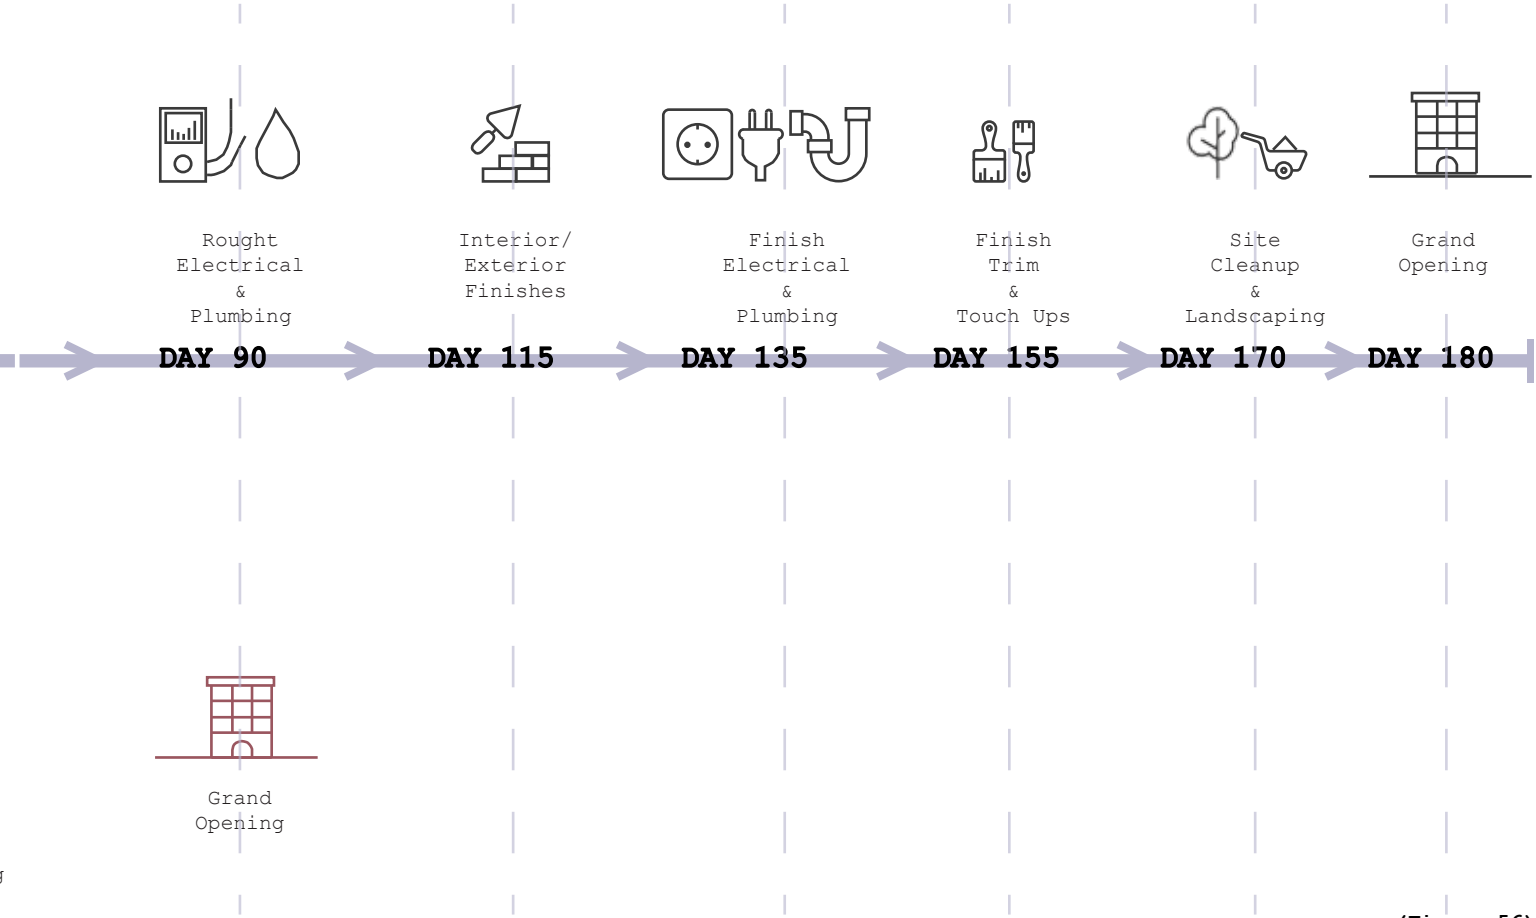 Rought
Electrical
&
Plumbing
Interior/
Exterior
Finishes
Finish
Electrical
&
Plumbing
Finish
Trim
&
Touch Ups
Site
Cleanup
&
Landscaping
Grand
Opening
DAY 90
DAY 115
DAY 135
DAY 155
DAY 170
DAY 180
Grand
Opening